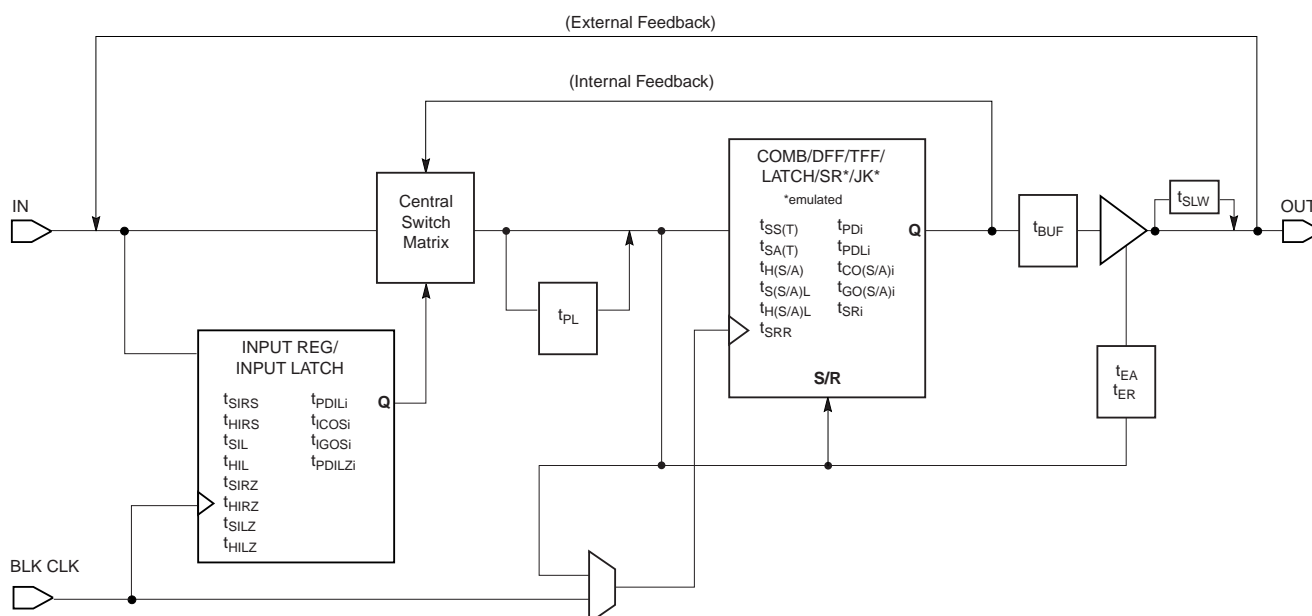 (External Feedback)
(Internal Feedback)
IN
Central
Switch
Matrix
COMB/DFF/TFF/
LATCH/SR*/JK*
*emulated
tSS(T) tPDi
tSA(T) tPDLi
tH(S/A) tCO(S/A)i
tS(S/A)L tGO(S/A)i
tH(S/A)L tSRi
tSRR
Q
S/R
tPL
tBUF
tSLW
OUT
tEA
tER
INPUT REG/
INPUT LATCH
tSIRS tPDILi
tHIRS tICOSi
tSIL tIGOSi
tHIL tPDILZi
tSIRZ
tHIRZ
tSILZ
tHILZ
Q
BLK CLK